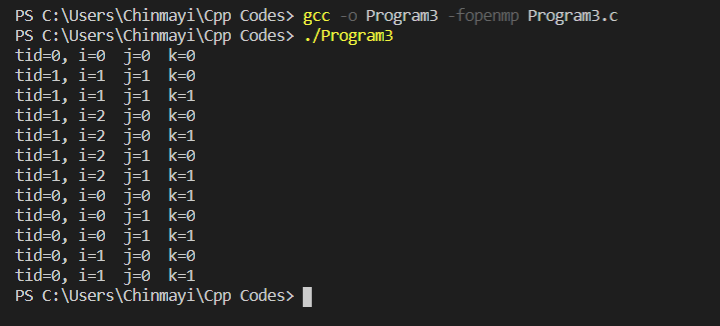 PS C:\Users\Chinmayi\Cpp Codes> gcc -o Program3 -fopenmp Program3.c
PS C:\Users\Chinmayi\Cpp Codes> ./Program3
tid=0, i=0  j=0  k=0
tid=1, i=1  j=1  k=0
tid=1, i=1  j=1  k=1
tid=1, i=2  j=0  k=0
tid=1, i=2  j=0  k=1
tid=1, i=2  j=1  k=0
tid=1, i=2  j=1  k=1
tid=0, i=0  j=0  k=1
tid=0, i=0  j=1  k=0
tid=0, i=0  j=1  k=1
tid=0, i=1  j=0  k=0
tid=0, i=1  j=0  k=1
PS C:\Users\Chinmayi\Cpp Codes>